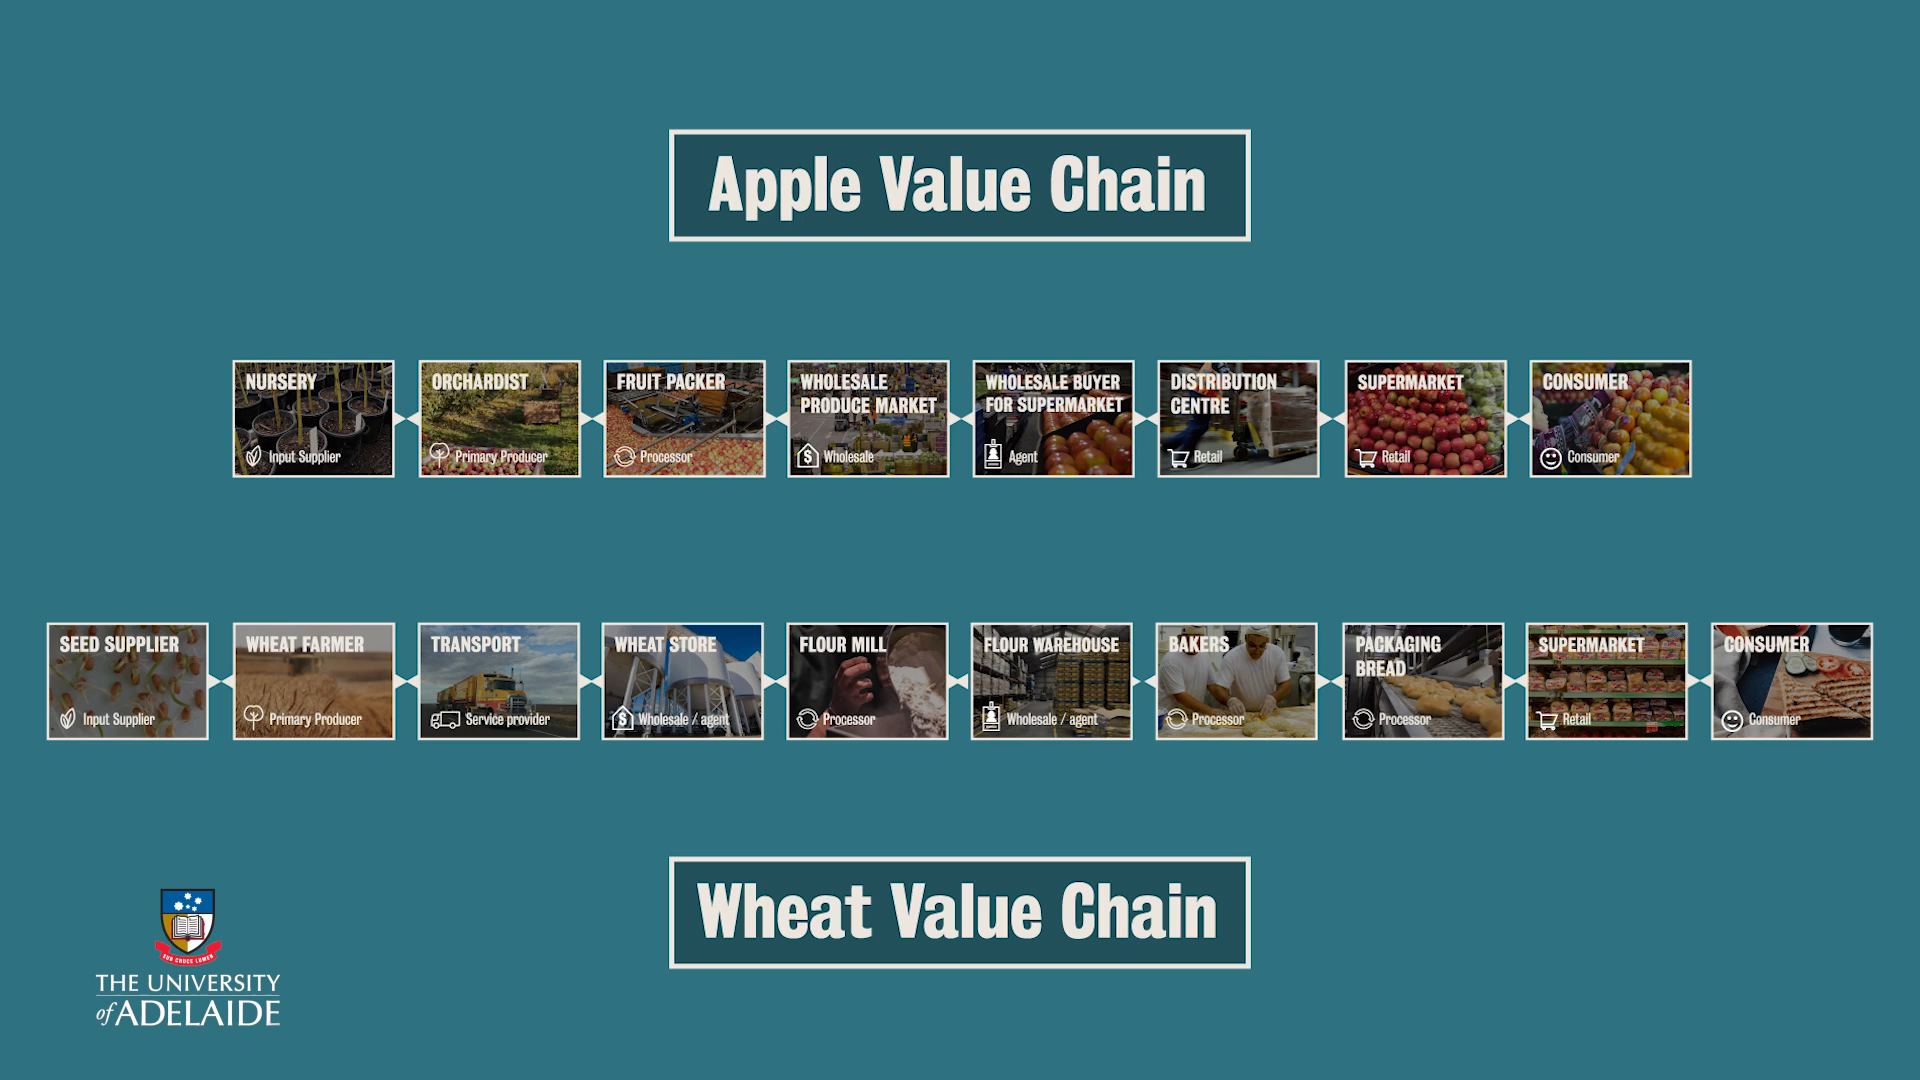 Apple Value Chain
NURSERY
Input Supplier
ORCHARDIST
Primary Producer
FRUIT PACKER
Processor
WHOLESALE
PRODUCE MARKET
$
Wholesale
WHOLESALE BUYER
FOR SUPERMARKET
Agent
DISTRIBUTION
CENTRE
Retail
SUPERMARKET
Retail
CONSUMER
Consumer
SEED SUPPLIER
Input Supplier
WHEAT FARMER
Primary Producer
TRANSPORT
Service provider
WHEAT STORE
$
Wholesale / agent
FLOUR MILL
Processor
FLOUR WAREHOUSE
Wholesale / agent
BAKERS
Processor
PACKAGING
BREAD
Processor
SUPERMARKET
Retail
CONSUMER
Consumer
Wheat Value Chain
SUB CRUCE LUMEN
THE UNIVERSITY
of ADELAIDE